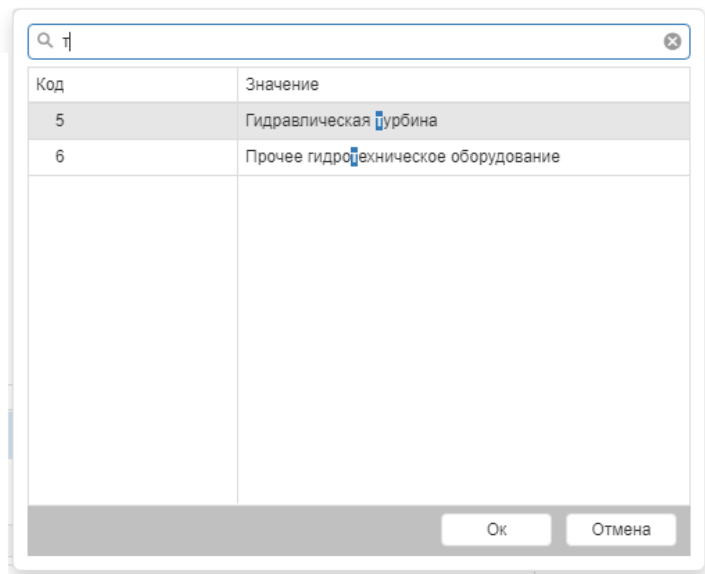 т
Код Значение
5 Гидравлическая турбина
6 Прочее гидротехническое оборудование
Ок Отмена